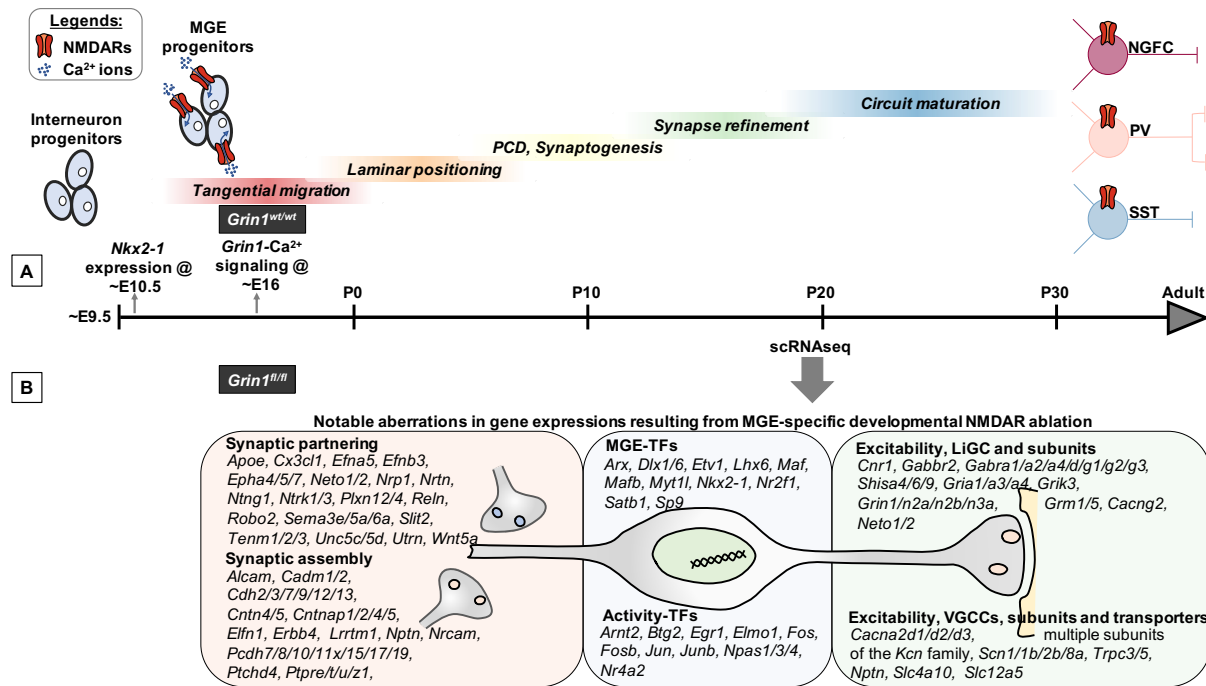 Legends:
NMDARs
Ca2+ ions
MGE
progenitors
Interneuron
progenitors
NGFC
PV
SST
Circuit maturation
Synapse refinement
PCD, Synaptogenesis
Laminar positioning
Tangential migration
Grin1wt/wt
A
Nkx2-1
expression @
~E10.5
Grin1-Ca2+
signaling @
~E16
P0
P10
P20
P30
Adult
~E9.5
scRNAseq
B
Grin1fl/fl
Notable aberrations in gene expressions resulting from MGE-specific developmental NMDAR ablation
Synaptic partnering
Apoe, Cx3cl1, Efna5, Efnb3,
Epha4/5/7, Neto1/2, Nrp1, Nrtn,
Ntng1, Ntrk1/3, Plxn12/4, Reln,
Robo2, Sema3e/5a/6a, Slit2,
Tenm1/2/3, Unc5c/5d, Utrn, Wnt5a
Synaptic assembly
Alcam, Cadm1/2,
Cdh2/3/7/9/12/13,
Cntn4/5, Cntnap1/2/4/5,
Elfn1, Erbb4, Lrrtm1, Nptn, Nrcam,
Pcdh7/8/10/11x/15/17/19,
Ptchd4, Ptpre/t/u/z1,
MGE-TFs
Arx, Dlx1/6, Etv1, Lhx6, Maf,
Mafb, Myt1l, Nkx2-1, Nr2f1,
Satb1, Sp9
Activity-TFs
Arnt2, Btg2, Egr1, Elmo1, Fos,
Fosb, Jun, Junb, Npas1/3/4,
Nr4a2
Excitability, LiGC and subunits
Cnr1, Gabbr2, Gabra1/a2/a4/d/g1/g2/g3,
Shisa4/6/9, Gria1/a3/a4, Grik3,
Grin1/n2a/n2b/n3a, Grm1/5, Cacng2,
Neto1/2
Excitability, VGCCs, subunits and transporters
Cacna2d1/d2/d3, multiple subunits
of the Kcn family, Scn1/1b/2b/8a, Trpc3/5,
Nptn, Slc4a10, Slc12a5